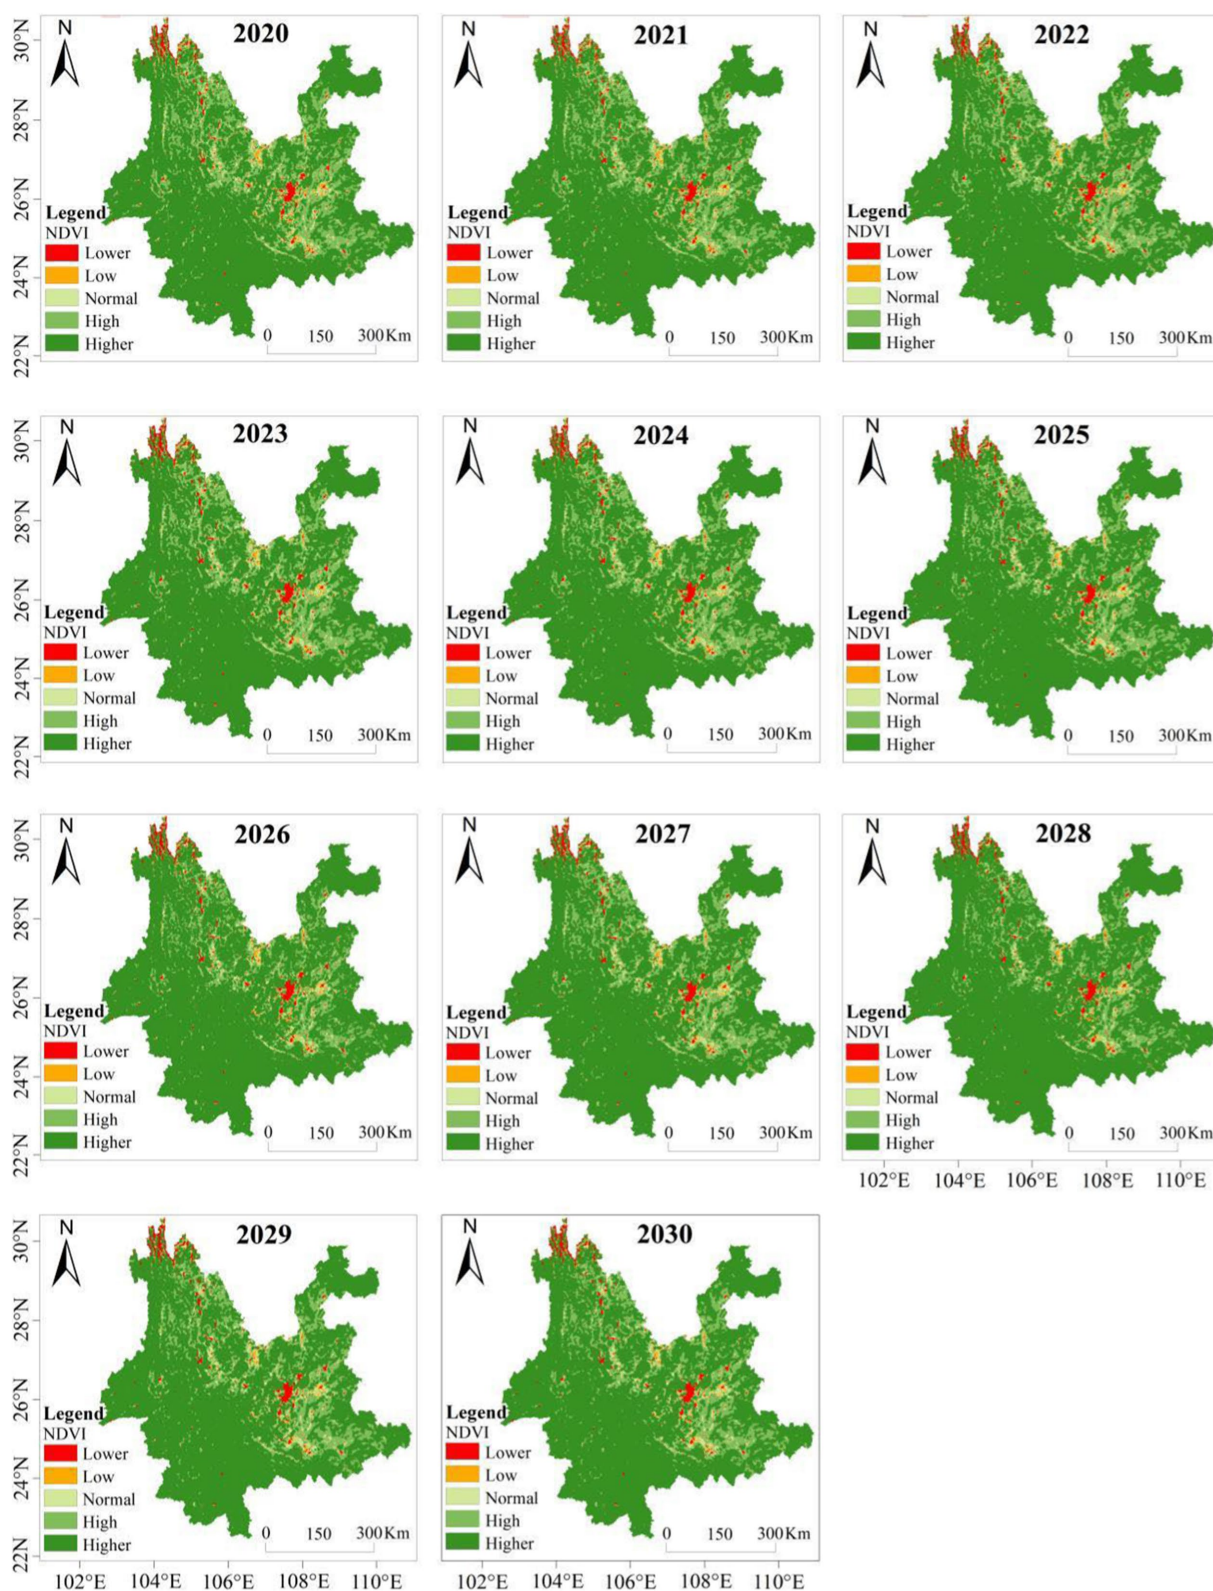 N
2020
30°N
28°N
26°N
24°N
22°N
Legend
NDVI
Lower
Low
Normal
High
Higher
0 150 300Km
N
2021
Legend
NDVI
Lower
Low
Normal
High
Higher
0 150 300Km
N
2022
Legend
NDVI
Lower
Low
Normal
High
Higher
0 150 300Km
N
2023
30°N
28°N
26°N
24°N
22°N
Legend
NDVI
Lower
Low
Normal
High
Higher
0 150 300Km
N
2024
Legend
NDVI
Lower
Low
Normal
High
Higher
0 150 300Km
N
2025
Legend
NDVI
Lower
Low
Normal
High
Higher
0 150 300Km
N
2026
30°N
28°N
26°N
24°N
22°N
Legend
NDVI
Lower
Low
Normal
High
Higher
0 150 300Km
N
2027
Legend
NDVI
Lower
Low
Normal
High
Higher
0 150 300Km
N
2028
Legend
NDVI
Lower
Low
Normal
High
Higher
0 150 300Km
102°E 104°E 106°E 108°E 110°E
N
2029
30°N
28°N
26°N
24°N
22°N
Legend
NDVI
Lower
Low
Normal
High
Higher
0 150 300Km
102°E 104°E 106°E 108°E 110°E
N
2030
Legend
NDVI
Lower
Low
Normal
High
Higher
0 150 300Km
102°E 104°E 106°E 108°E 110°E